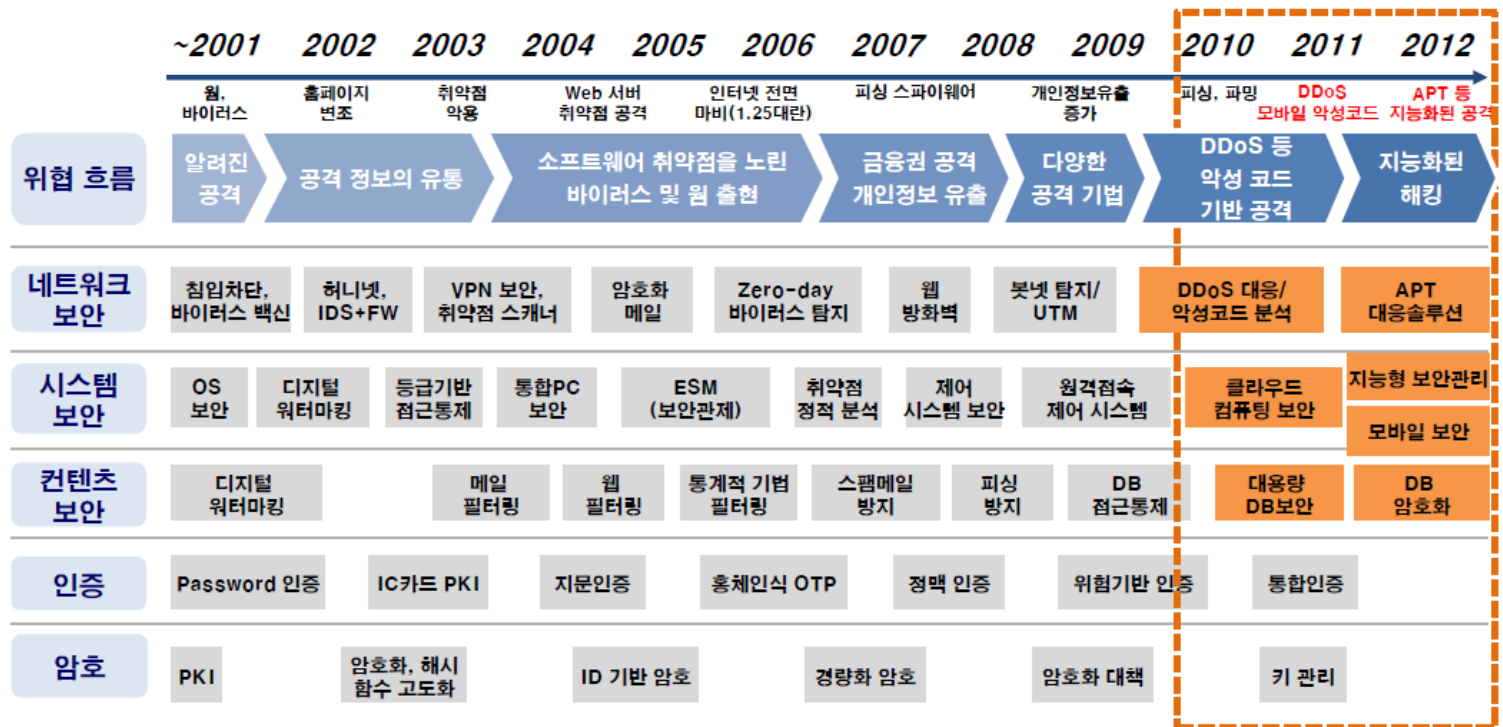 ~2001 2002 2003 2004 2005 2006 2007 2008 2009 2010 2011 2012
웜,
바이러스
홈페이지
변조
취약점
악용
Web 서버
취약점 공격
인터넷 전면
마비(1.25대란)
피싱 스파이웨어
개인정보유출
증가
피싱, 파밍
DDoS
모바일 악성코드
APT 등
지능화된 공격
위협 흐름
알려진
공격
공격 정보의 유통
소프트웨어 취약점을 노린
바이러스 및 웜 출현
금융권 공격
개인정보 유출
다양한
공격 기법
DDoS 등
악성 코드
기반 공격
지능화된
해킹
네트워크
보안
침입차단,
바이러스 백신
허니넷,
IDS+FW
VPN 보안,
취약점 스캐너
암호화
메일
Zero-day
바이러스 탐지
웹
방화벽
봇넷 탐지/
UTM
DDoS 대응/
악성코드 분석
APT
대응솔루션
시스템
보안
OS
보안
디지털
워터마킹
등급기반
접근통제
통합PC
보안
ESM
(보안관제)
취약점
정적 분석
제어
시스템 보안
원격접속
제어 시스템
클라우드
컴퓨팅 보안
지능형 보안관리
모바일 보안
컨텐츠
보안
디지털
워터마킹
메일
필터링
웹
필터링
통계적 기법
필터링
스팸메일
방지
피싱
방지
DB
접근통제
대용량
DB보안
DB
암호화
인증
Password 인증
IC카드 PKI
지문인증
홍체인식 OTP
정맥 인증
위험기반 인증
통합인증
암호
PKI
암호화, 해시
함수 고도화
ID 기반 암호
경량화 암호
암호화 대책
키 관리